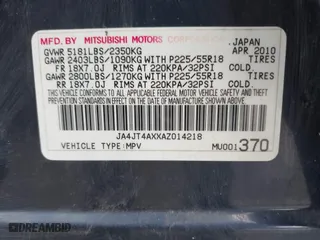 MFD BY MITSUBISHI MOTORS CORPORATION JAPAN
GVWR 5181LBS/2350KG APR 2010
GAWR 2403LBS/1090KG WITH P225/55R18 TIRES
FR 18X7.0J RIMS AT 220KPA/32PSI COLD.
GAWR 2800LBS/1270KG WITH P225/55R18 TIRES
RR 18X7.0J RIMS AT 220KPA/32PSI COLD.
THIS VEHICLE CONFORMS TO ALL APPLICABLE FEDERAL MOTOR VEHICLE
SAFETY AND THEFT PREVENTION STANDARDS IN EFFECT ON THE DATE OF
MANUFACTURE SHOWN ABOVE.
JA4JT4AXXAZ014218
VEHICLE TYPE:MPV
MU001370
DREAMBID